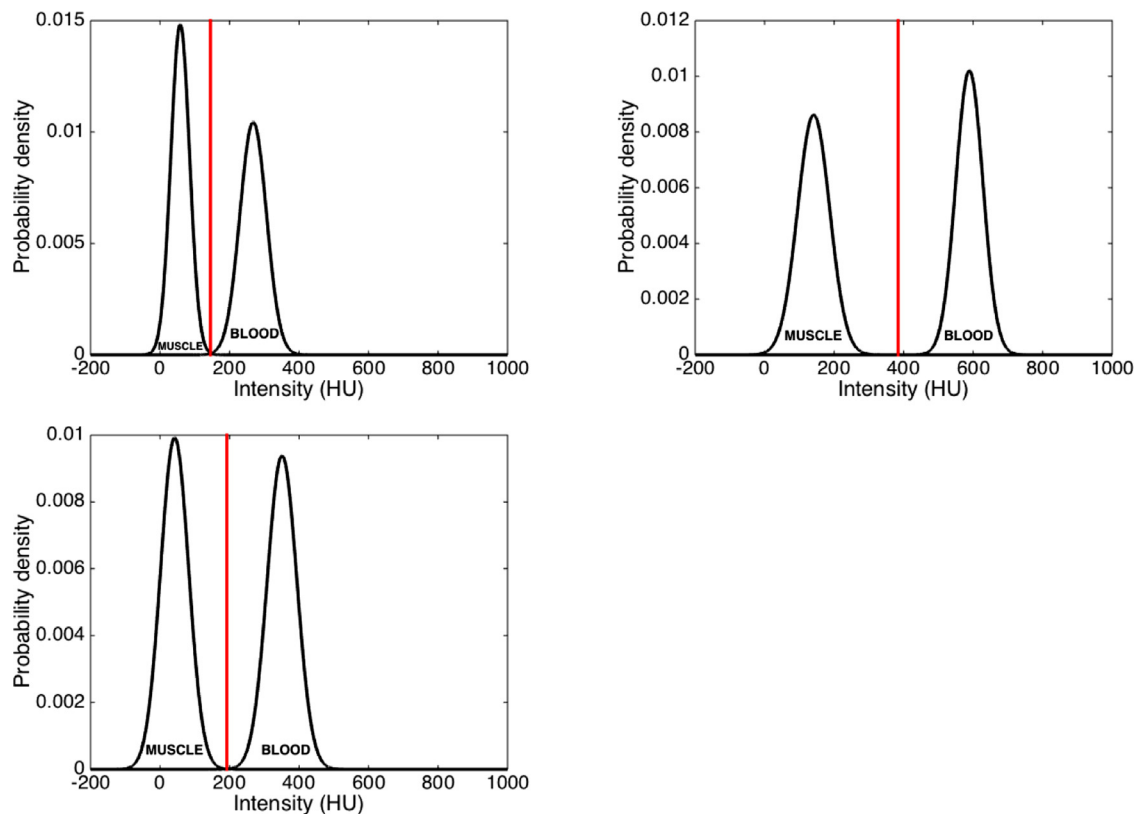 0.015
0.01
0.005
0
Probability density
MUSCLE
BLOOD
-200 0 200 400 600 800 1000
Intensity (HU)
0.012
0.01
0.008
0.006
0.004
0.002
0
Probability density
MUSCLE
BLOOD
-200 0 200 400 600 800 1000
Intensity (HU)
0.01
0.008
0.006
0.004
0.002
0
Probability density
MUSCLE
BLOOD
-200 0 200 400 600 800 1000
Intensity (HU)